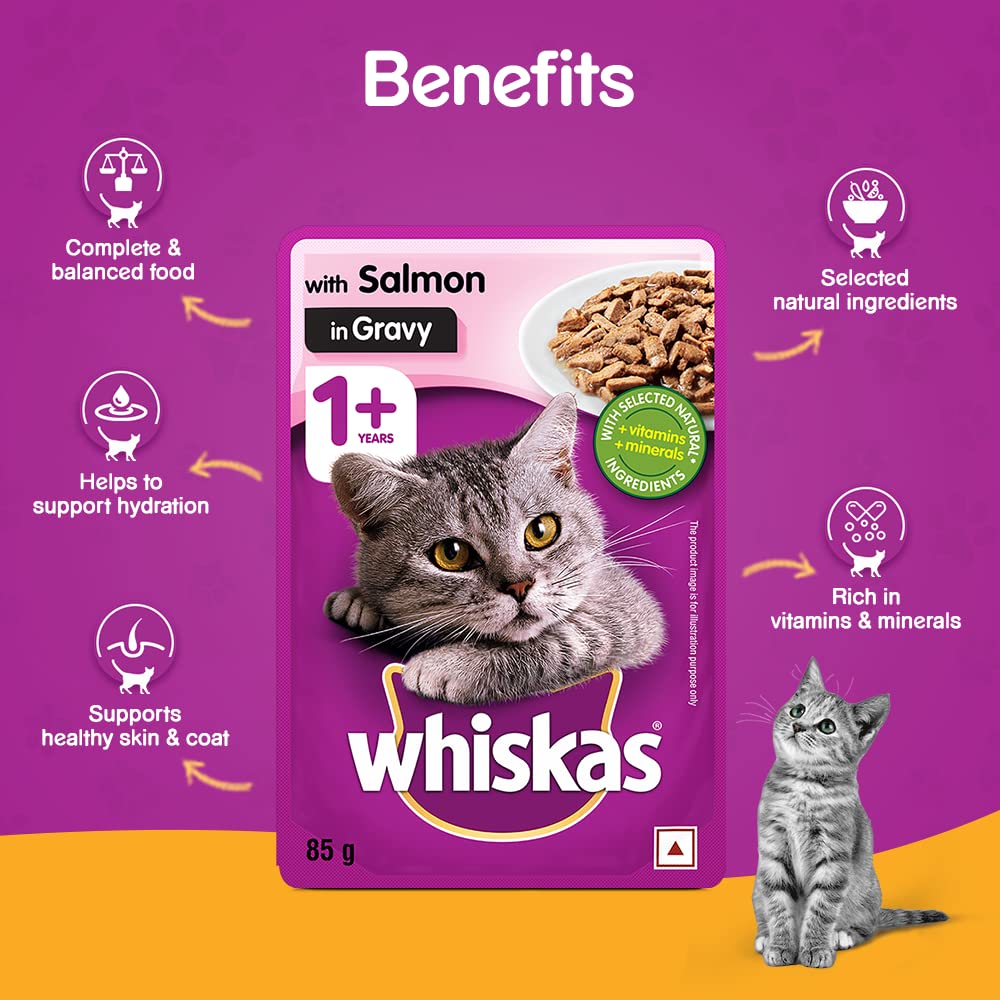 Benefits
Complete &
balanced food
Helps to
support hydration
Supports
healthy skin & coat
with Salmon
in Gravy
1+
YEARS
WITH SELECTED NATURAL
+vitamins
+minerals
INGREDIENTS
The product image is for illustration purpose only
whiskas®
85 g
Selected
natural ingredients
Rich in
vitamins & minerals